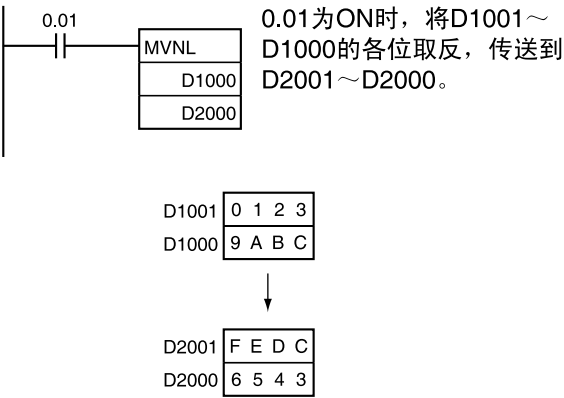 0.01
MVNL
D1000
D2000
0.01为ON时，将D1001～
D1000的各位取反，传送到
D2001～D2000。
D1001 0 1 2 3
D1000 9 A B C
D2001 F E D C
D2000 6 5 4 3